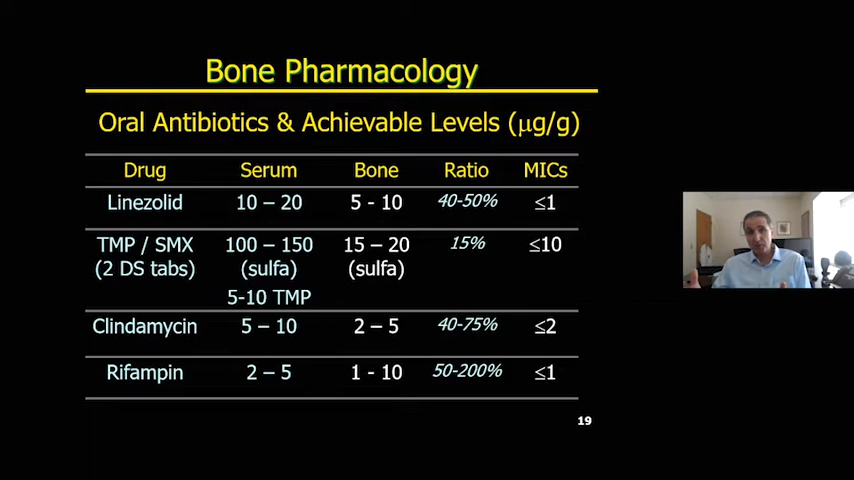 Bone Pharmacology
Oral Antibiotics & Achievable Levels (µg/g)
Drug Serum Bone Ratio MICs
Linezolid 10 – 20 5 - 10 40-50% ≤1
TMP / SMX 100 – 150 15 – 20 15% ≤10
(2 DS tabs) (sulfa) (sulfa)
5-10 TMP
Clindamycin 5 – 10 2 – 5 40-75% ≤2
Rifampin 2 – 5 1 - 10 50-200% ≤1
19